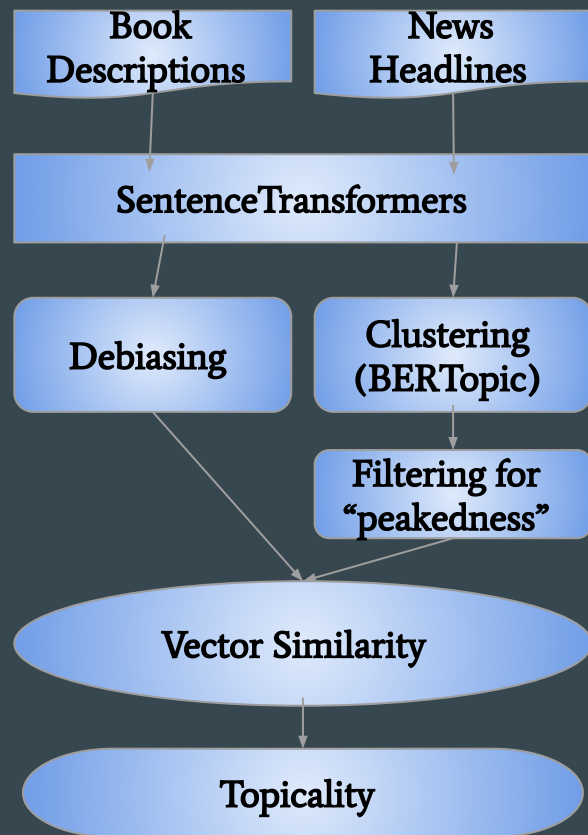 Book
Descriptions
News
Headlines
SentenceTransformers
Debiasing
Clustering
(BERTopic)
Filtering for
“peakedness”
Vector Similarity
Topicality